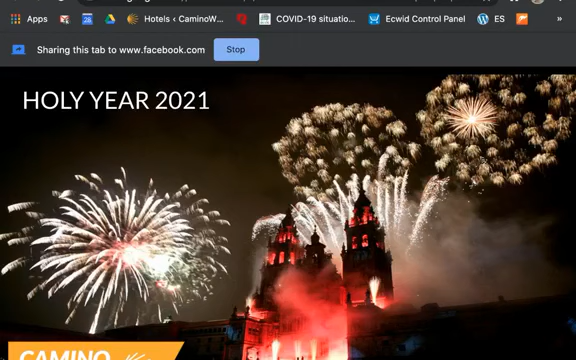 Apps
28
Hotels ‹ CaminoW...
COVID-19 situatio...
Ecwid Control Panel
ES
»
Sharing this tab to www.facebook.com
Stop
HOLY YEAR 2021
CAMINO